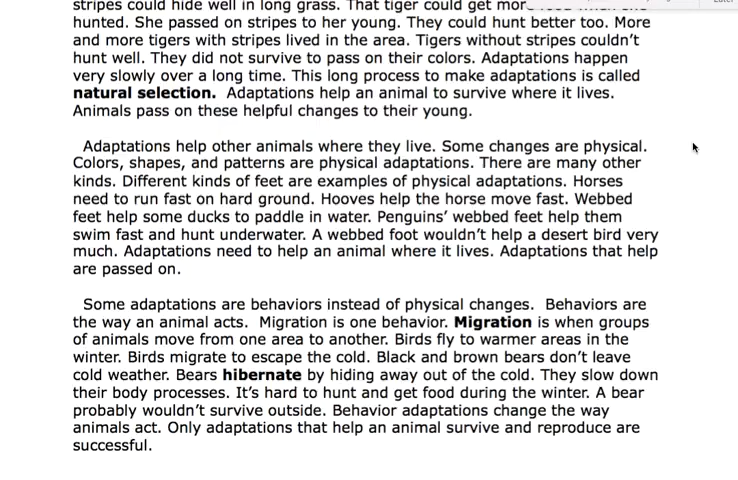 stripes could hide well in long grass. That tiger could get more
hunted. She passed on stripes to her young. They could hunt better too. More
and more tigers with stripes lived in the area. Tigers without stripes couldn't
hunt well. They did not survive to pass on their colors. Adaptations happen
very slowly over a long time. This long process to make adaptations is called
natural selection. Adaptations help an animal to survive where it lives.
Animals pass on these helpful changes to their young.
Adaptations help other animals where they live. Some changes are physical.
Colors, shapes, and patterns are physical adaptations. There are many other
kinds. Different kinds of feet are examples of physical adaptations. Horses
need to run fast on hard ground. Hooves help the horse move fast. Webbed
feet help some ducks to paddle in water. Penguins' webbed feet help them
swim fast and hunt underwater. A webbed foot wouldn't help a desert bird very
much. Adaptations need to help an animal where it lives. Adaptations that help
are passed on.
Some adaptations are behaviors instead of physical changes. Behaviors are
the way an animal acts. Migration is one behavior. Migration is when groups
of animals move from one area to another. Birds fly to warmer areas in the
winter. Birds migrate to escape the cold. Black and brown bears don't leave
cold weather. Bears hibernate by hiding away out of the cold. They slow down
their body processes. It's hard to hunt and get food during the winter. A bear
probably wouldn't survive outside. Behavior adaptations change the way
animals act. Only adaptations that help an animal survive and reproduce are
successful.